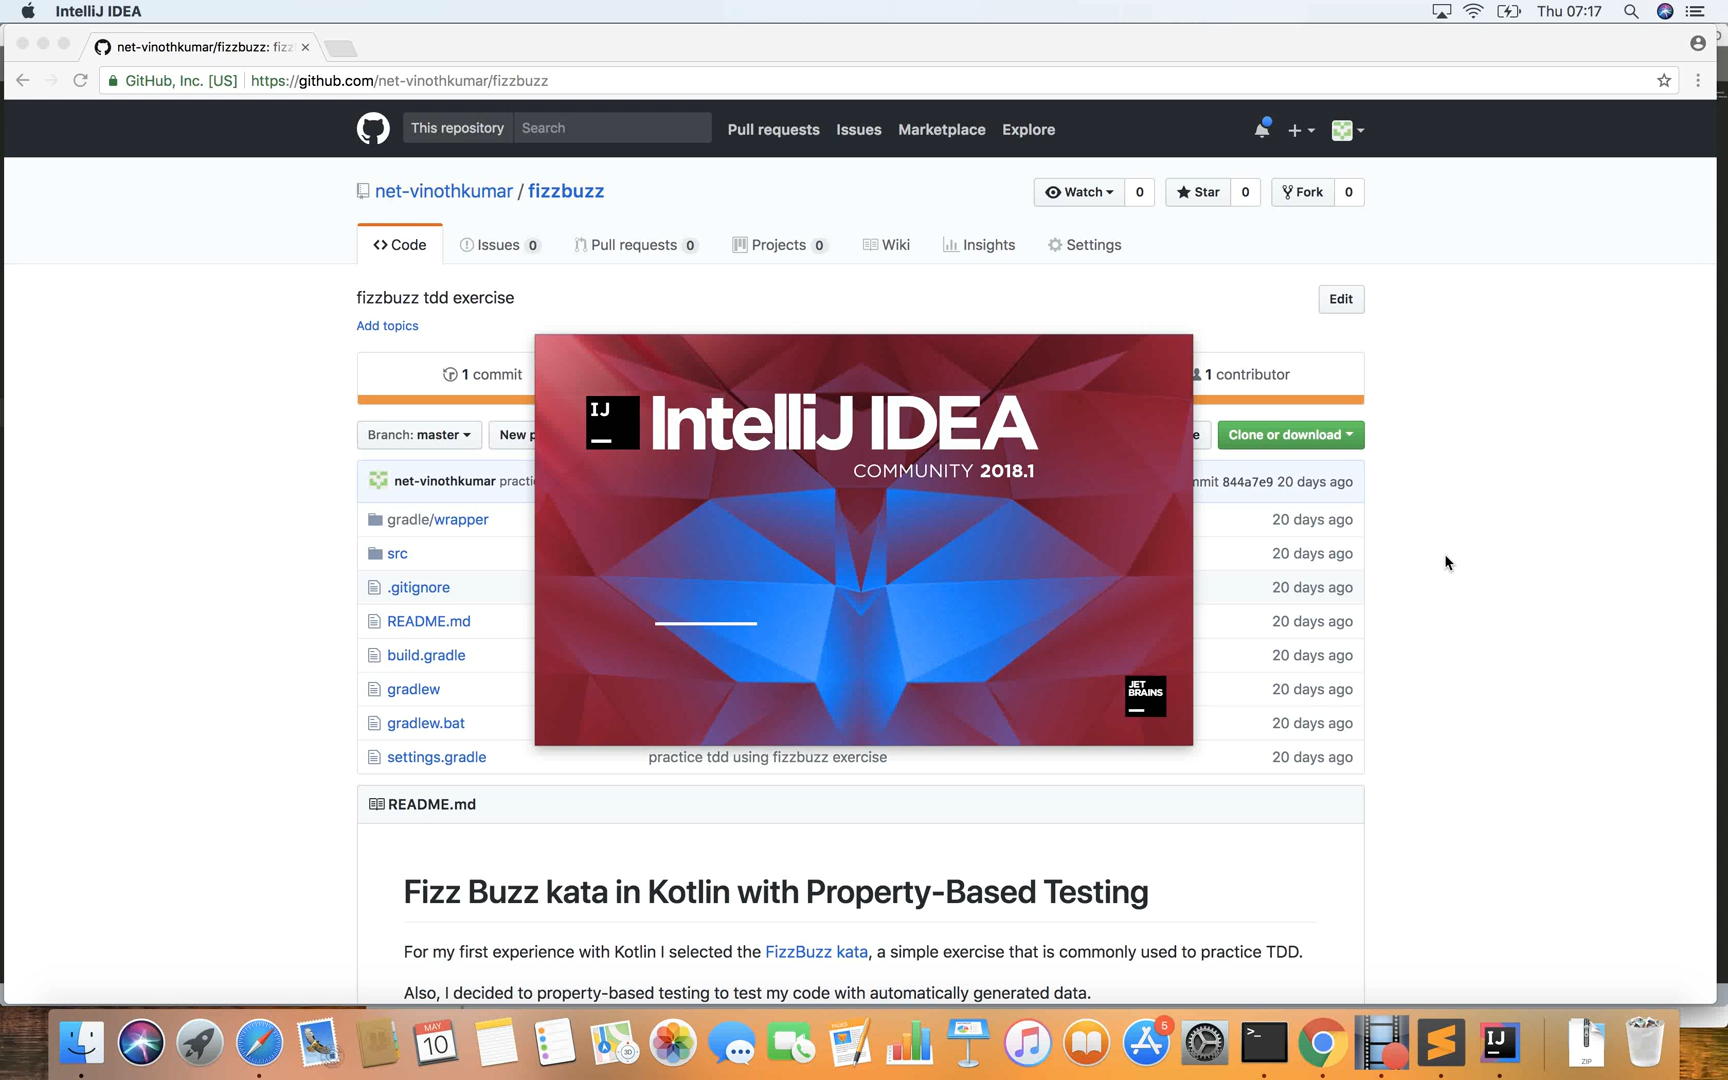 IntelliJ IDEA
Thu 07:17
net-vinothkumar/fizzbuzz: fizz
GitHub, Inc. [US] https://github.com/net-vinothkumar/fizzbuzz
This repository Search Pull requests Issues Marketplace Explore
net-vinothkumar / fizzbuzz
Watch 0 Star 0 Fork 0
Code Issues 0 Pull requests 0 Projects 0 Wiki Insights Settings
fizzbuzz tdd exercise
Edit
Add topics
1 commit
1 contributor
IJ
IntelliJ IDEA
COMMUNITY 2018.1
Branch: master New p
e Clone or download
net-vinothkumar practic
mmit 844a7e9 20 days ago
gradle/wrapper 20 days ago
src 20 days ago
.gitignore 20 days ago
README.md 20 days ago
build.gradle 20 days ago
gradlew 20 days ago
JET
BRAINS
gradlew.bat 20 days ago
settings.gradle practice tdd using fizzbuzz exercise 20 days ago
README.md
Fizz Buzz kata in Kotlin with Property-Based Testing
For my first experience with Kotlin I selected the FizzBuzz kata, a simple exercise that is commonly used to practice TDD.
Also, I decided to property-based testing to test my code with automatically generated data.
MAY
10
3D
PAGES
5
>_
IJ
ZIP